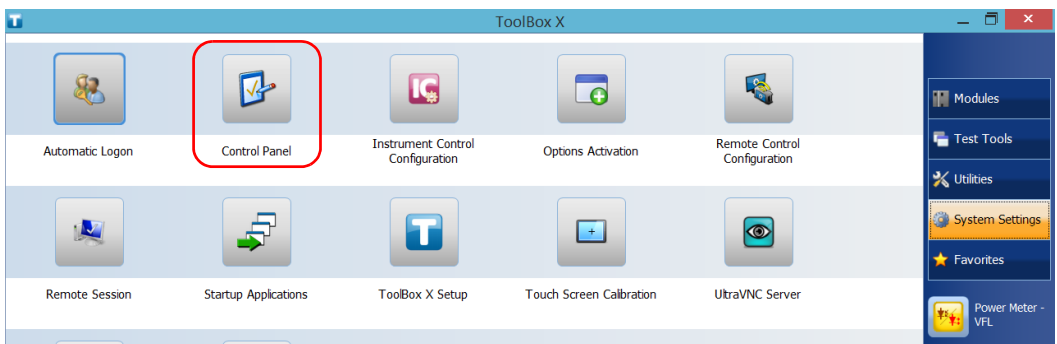 ToolBox X
Automatic Logon
Control Panel
IC
Instrument Control
Configuration
Options Activation
Remote Control
Configuration
Remote Session
Startup Applications
T
ToolBox X Setup
Touch Screen Calibration
UltraVNC Server
Modules
Test Tools
Utilities
System Settings
Favorites
Power Meter -
VFL